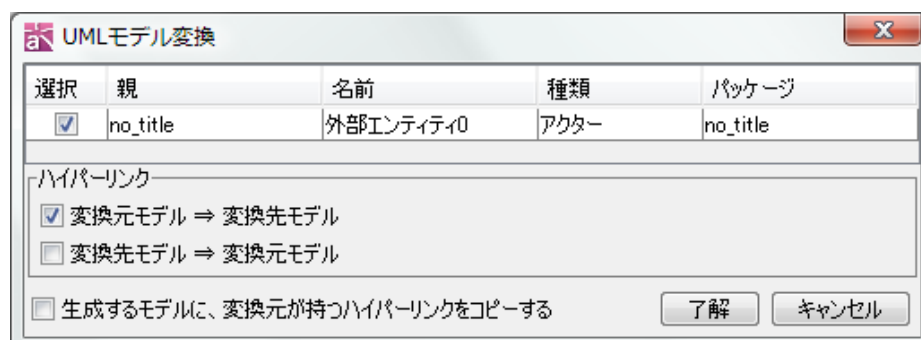 UMLモデル変換
選択 親 名前 種類 パッケージ
no_title 外部エンティティ0 アクター no_title
ハイパーリンク
変換元モデル ⇒ 変換先モデル
変換先モデル ⇒ 変換元モデル
生成するモデルに、変換元が持つハイパーリンクをコピーする 了解 キャンセル